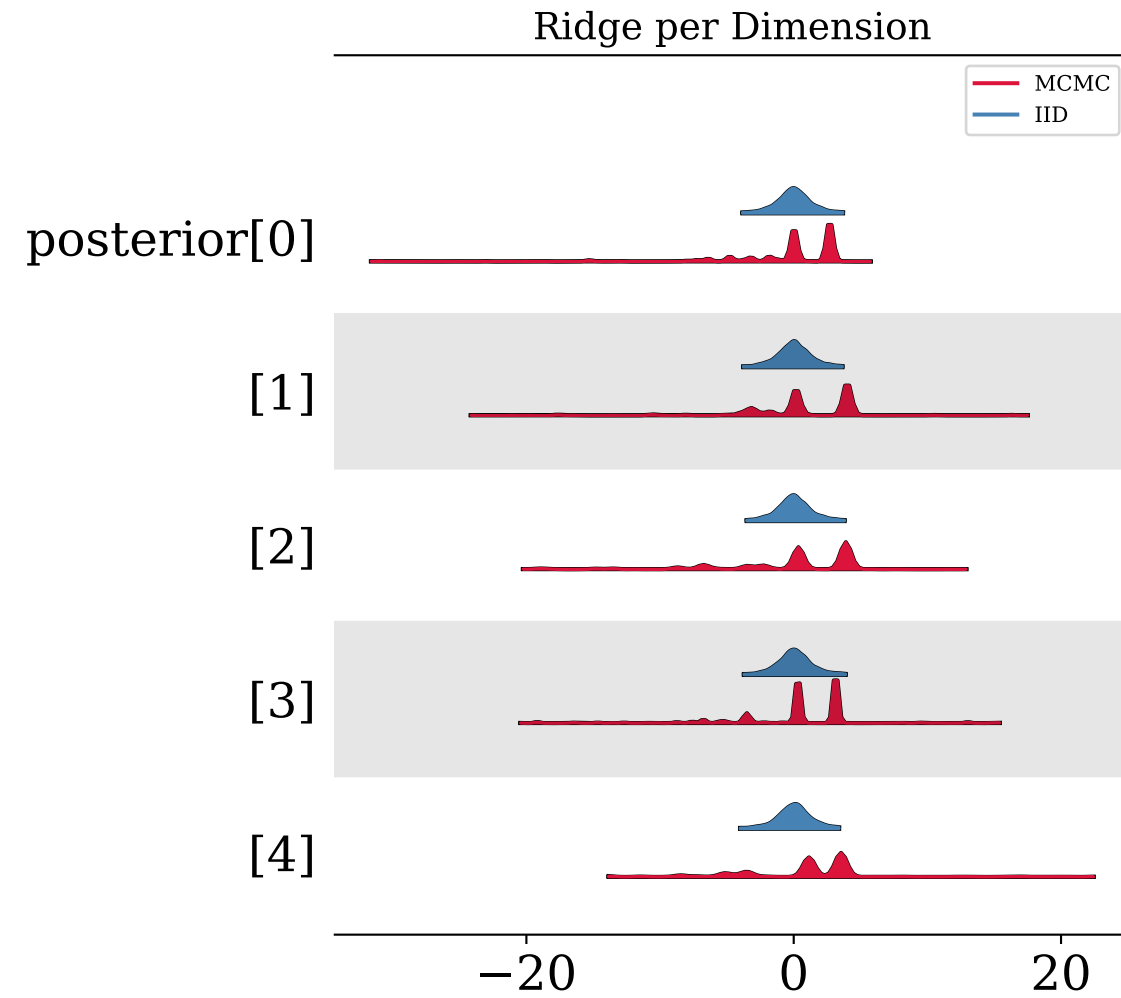 Ridge per Dimension
MCMC
IID
posterior[0]
[1]
[2]
[3]
[4]
−20 0 20